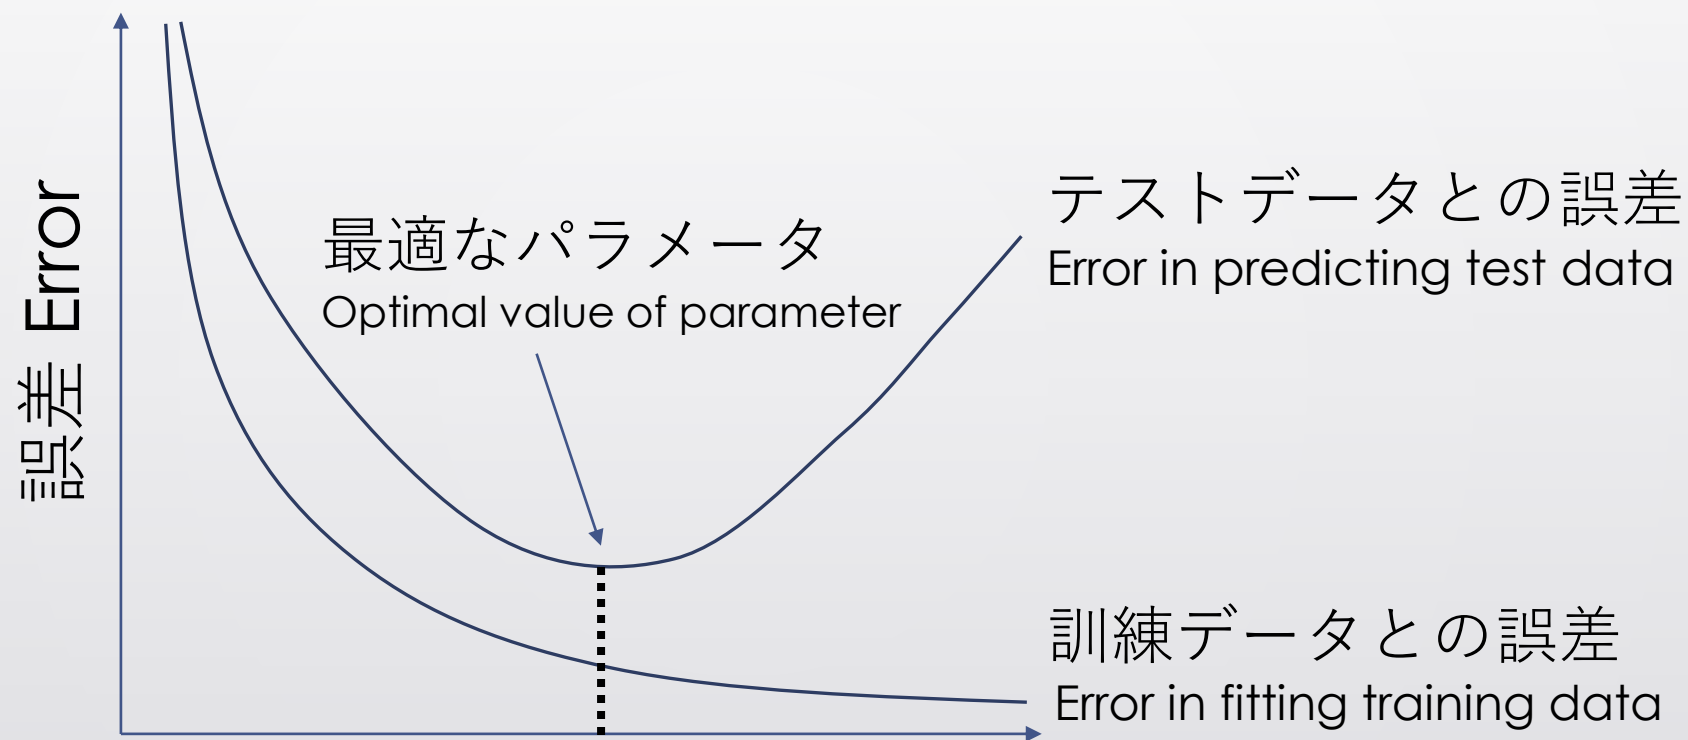 誤差 Error
最適なパラメータ
Optimal value of parameter
テストデータとの誤差
Error in predicting test data
訓練データとの誤差
Error in fitting training data